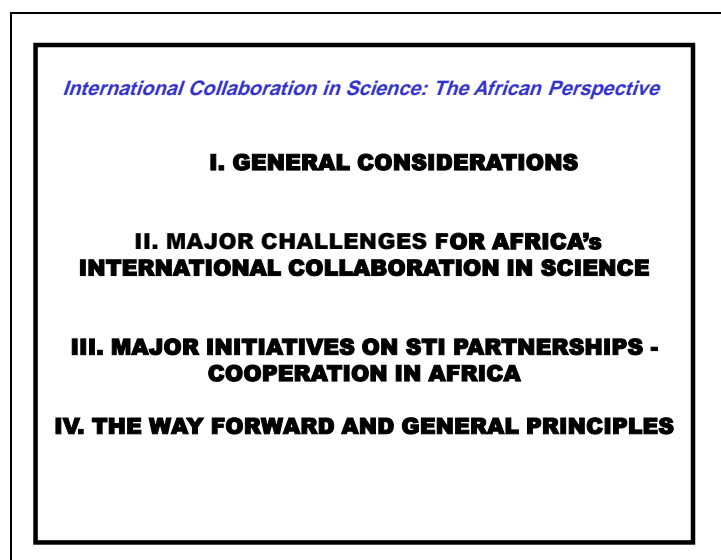 International Collaboration in Science: The African Perspective
I. GENERAL CONSIDERATIONS
II. MAJOR CHALLENGES FOR AFRICA’s
INTERNATIONAL COLLABORATION IN SCIENCE
III. MAJOR INITIATIVES ON STI PARTNERSHIPS -
COOPERATION IN AFRICA
IV. THE WAY FORWARD AND GENERAL PRINCIPLES